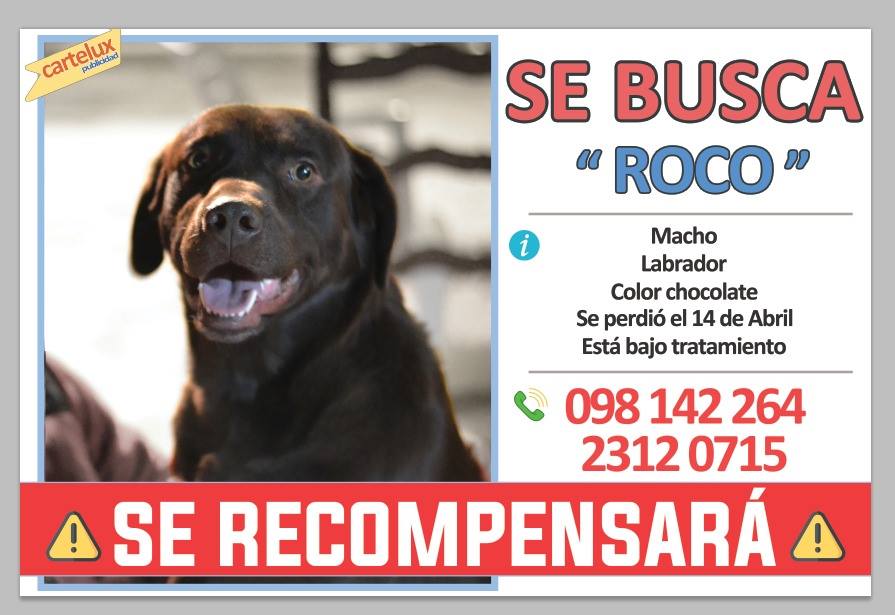 cartelux
publicidad
SE BUSCA
“ ROCO ”
Macho
Labrador
Color chocolate
Se perdió el 14 de Abril
Está bajo tratamiento
098 142 264
2312 0715
SE RECOMPENSARÁ